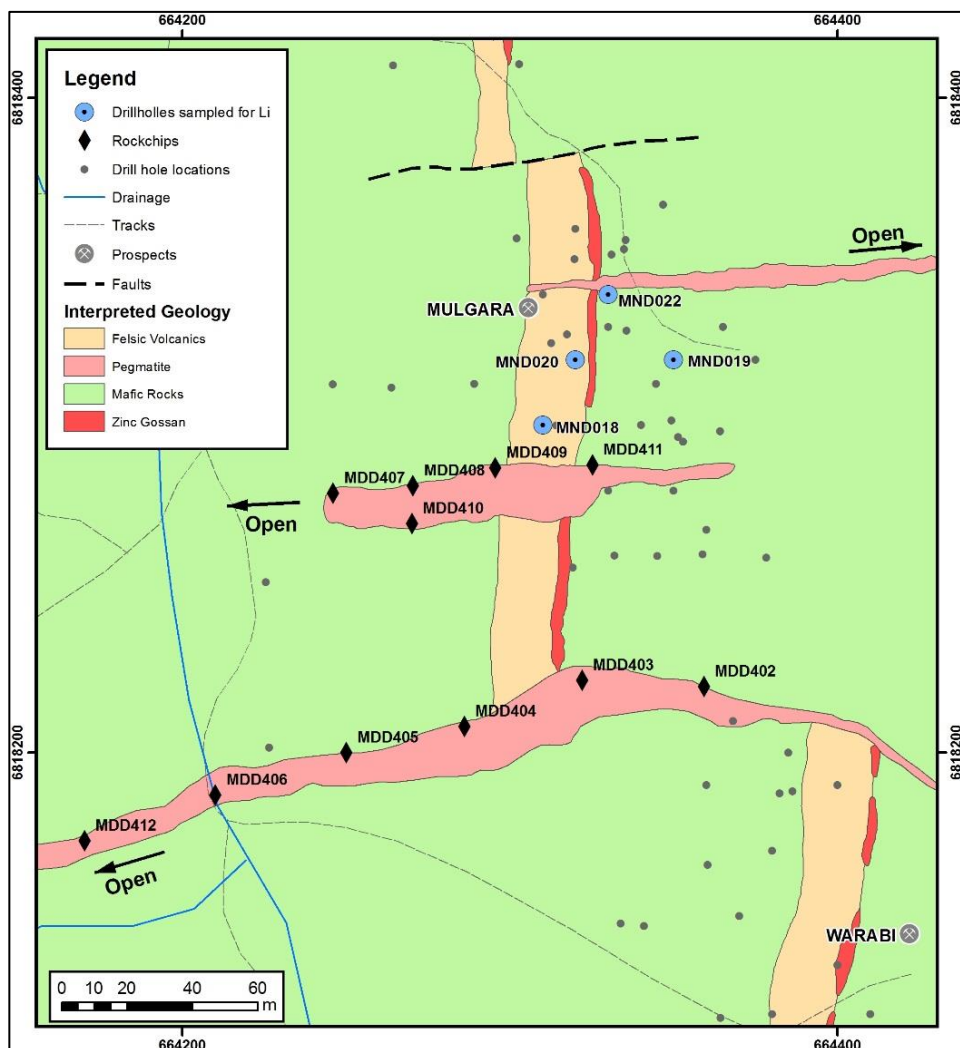 664200
664400
6818400
6818400
Legend
Drillholes sampled for Li
Rockchips
Drill hole locations
Drainage
Tracks
Prospects
Faults
Interpreted Geology
Felsic Volcanics
Pegmatite
Mafic Rocks
Zinc Gossan
Open
MULGARA
MND022
MND020
MND019
MND018
MDD409
MDD411
MDD408
MDD407
MDD410
Open
MDD403
MDD402
MDD404
MDD405
6818200
6818200
MDD406
MDD412
Open
WARABI
0 10 20 40 60
m
664200
664400